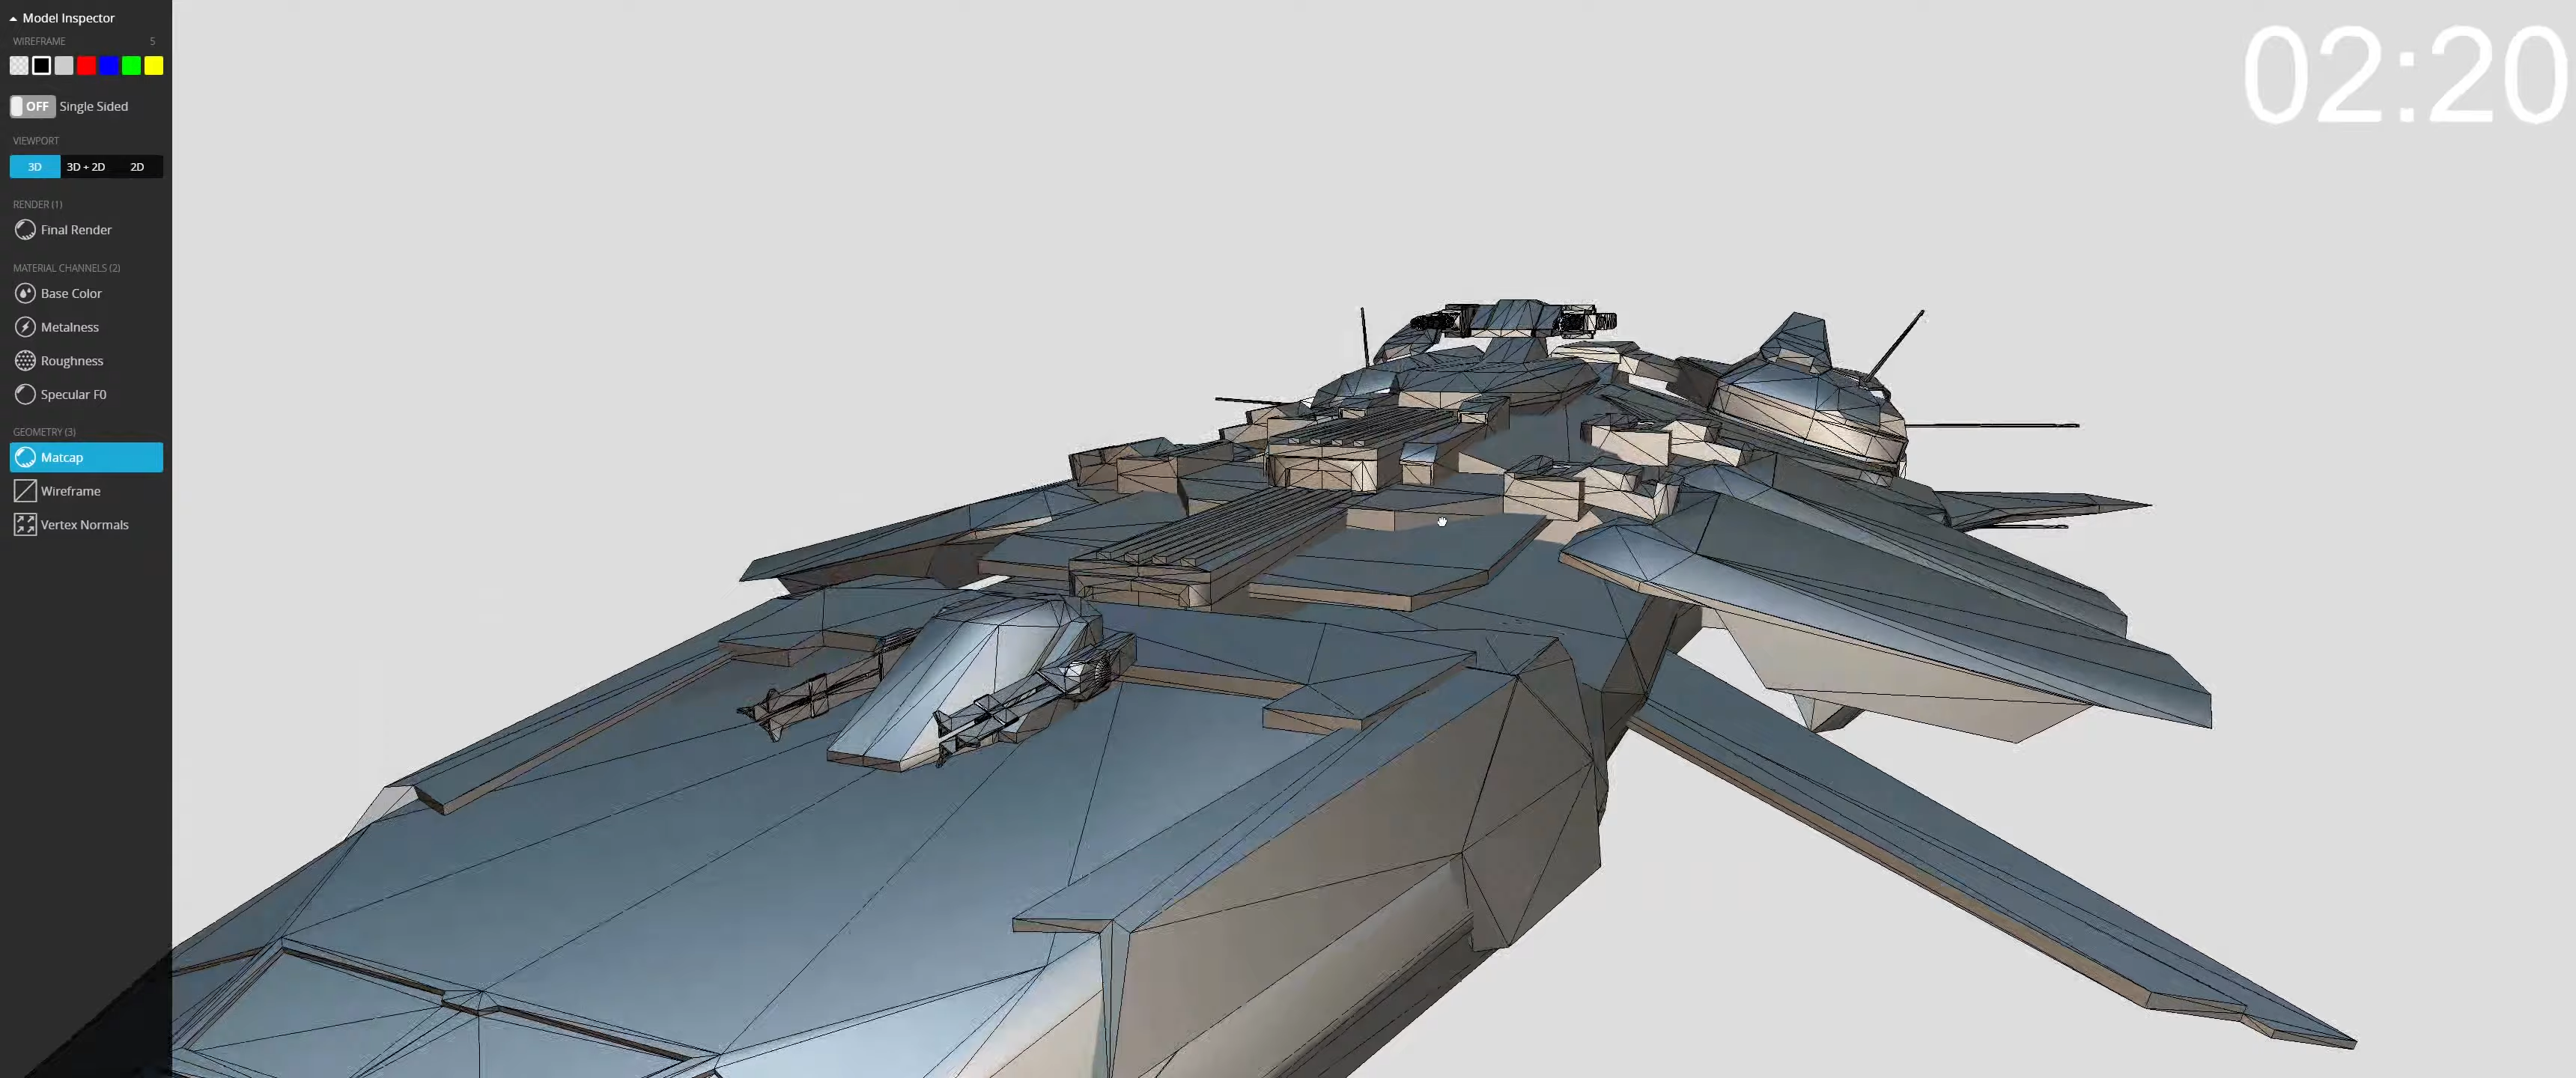 Model Inspector
WIREFRAME 5
OFF Single Sided
VIEWPORT
3D 3D + 2D 2D
RENDER (1)
Final Render
MATERIAL CHANNELS (2)
Base Color
Metalness
Roughness
Specular F0
GEOMETRY (3)
Matcap
Wireframe
Vertex Normals
02:20